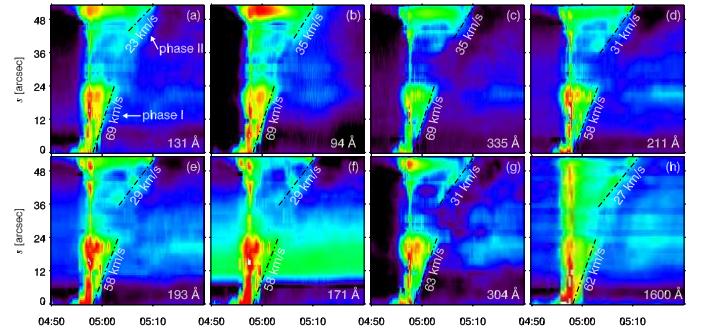 (a) (b) (c) (d)
48 23 km/s 35 km/s 35 km/s 31 km/s
phase II
s [arcsec] 36
24
12 69 km/s phase I 69 km/s 69 km/s 58 km/s
0 131 Å 94 Å 335 Å 211 Å
(e) (f) (g) (h)
48 29 km/s 29 km/s 31 km/s 27 km/s
s [arcsec] 36
24
12 58 km/s 58 km/s 63 km/s 62 km/s
0 193 Å 171 Å 304 Å 1600 Å
04:50 05:00 05:10 04:50 05:00 05:10 04:50 05:00 05:10 04:50 05:00 05:10